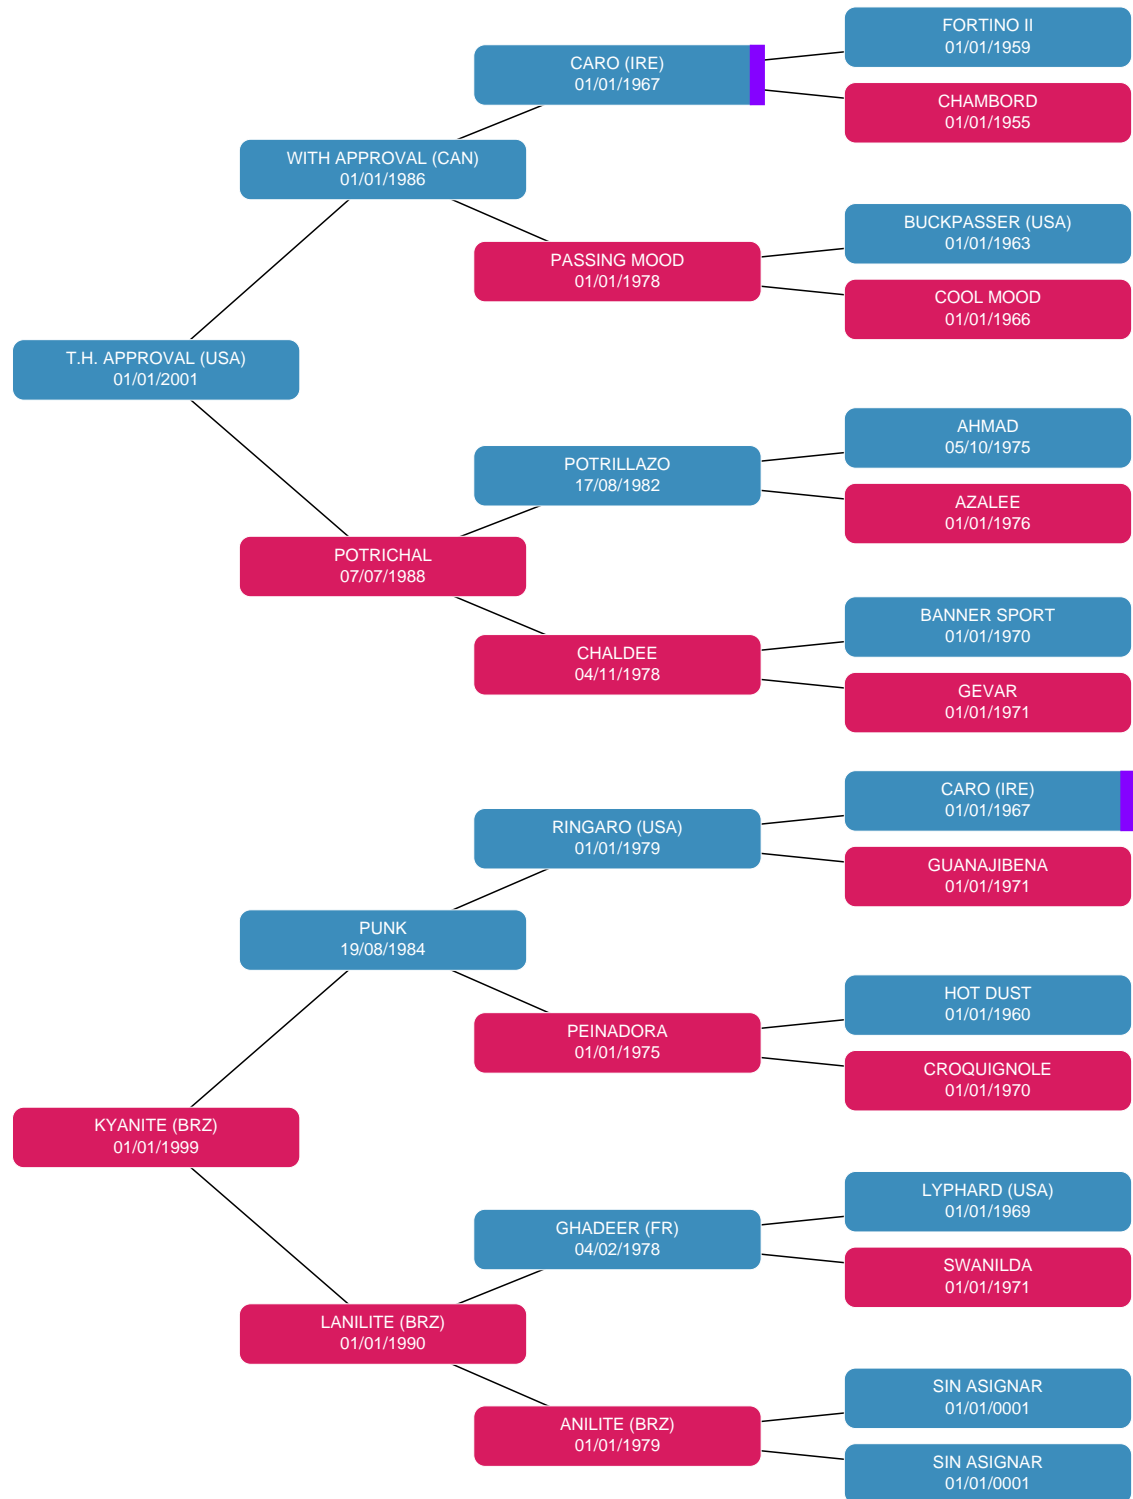 FORTINO II
01/01/1959
CARO (IRE)
01/01/1967
CHAMBORD
01/01/1955
WITH APPROVAL (CAN)
01/01/1986
BUCKPASSER (USA)
01/01/1963
PASSING MOOD
01/01/1978
COOL MOOD
01/01/1966
T.H. APPROVAL (USA)
01/01/2001
AHMAD
05/10/1975
POTRILLAZO
17/08/1982
AZALEE
01/01/1976
POTRICHAL
07/07/1988
BANNER SPORT
01/01/1970
CHALDEE
04/11/1978
GEVAR
01/01/1971
CARO (IRE)
01/01/1967
RINGARO (USA)
01/01/1979
GUANAJIBENA
01/01/1971
PUNK
19/08/1984
HOT DUST
01/01/1960
PEINADORA
01/01/1975
CROQUIGNOLE
01/01/1970
KYANITE (BRZ)
01/01/1999
LYPHARD (USA)
01/01/1969
GHADEER (FR)
04/02/1978
SWANILDA
01/01/1971
LANILITE (BRZ)
01/01/1990
SIN ASIGNAR
01/01/0001
ANILITE (BRZ)
01/01/1979
SIN ASIGNAR
01/01/0001